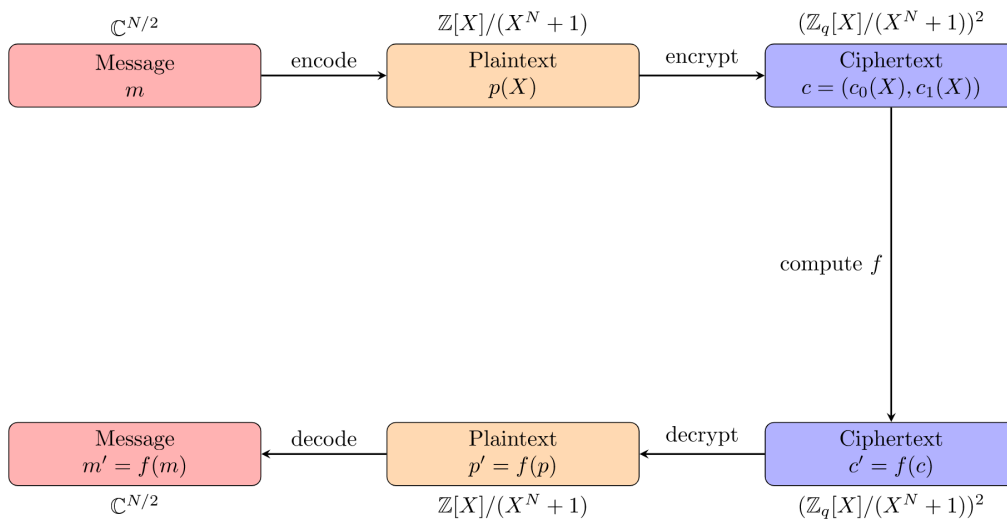 ℂ^{N/2}
ℤ[X]/(X^N + 1)
(ℤ_q[X]/(X^N + 1))^2
Message
m
encode
Plaintext
p(X)
encrypt
Ciphertext
c = (c_0(X), c_1(X))
compute f
Message
m′ = f(m)
decode
Plaintext
p′ = f(p)
decrypt
Ciphertext
c′ = f(c)
ℂ^{N/2}
ℤ[X]/(X^N + 1)
(ℤ_q[X]/(X^N + 1))^2